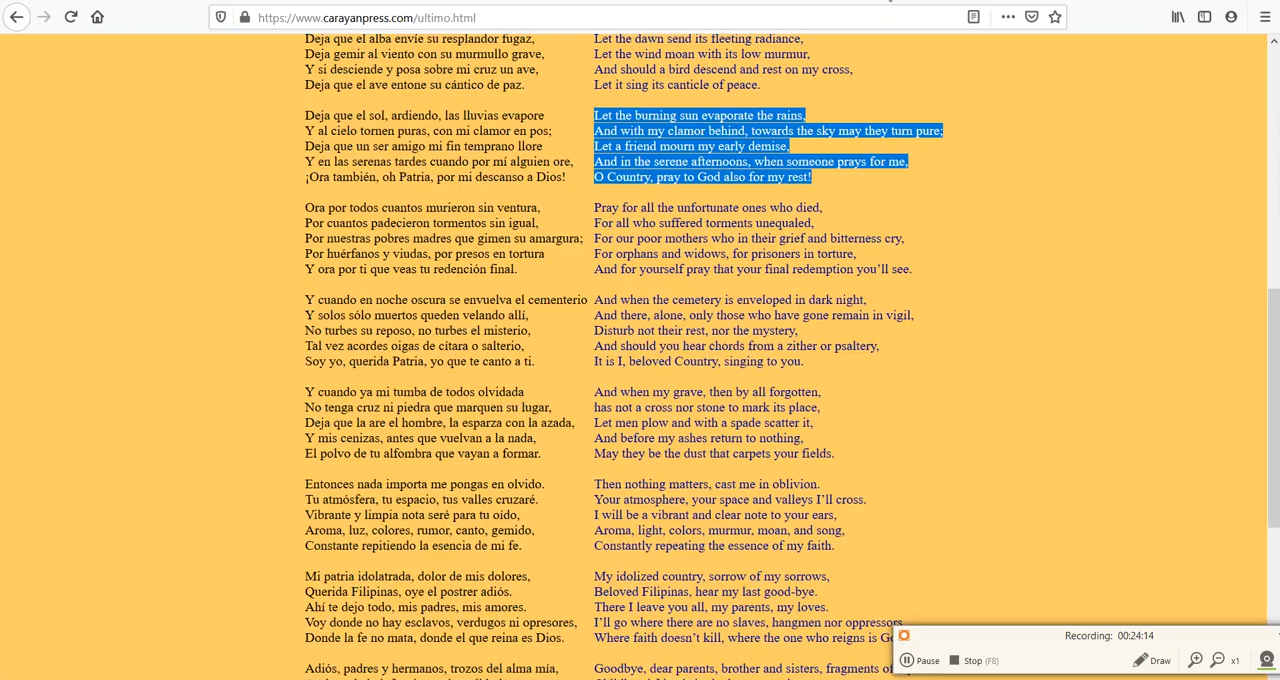 https://www.carayanpress.com/ultimo.html
Deja que el alba envíe su resplandor fugaz,
Deja gemir al viento con su murmullo grave,
Y si desciende y posa sobre mi cruz un ave,
Deja que el ave entone su cántico de paz.
Let the dawn send its fleeting radiance,
Let the wind moan with its low murmur,
And should a bird descend and rest on my cross,
Let it sing its canticle of peace.
Deja que el sol, ardiendo, las lluvias evapore
Y al cielo tornen puras, con mi clamor en pos;
Deja que un ser amigo mi fin temprano llore
Y en las serenas tardes cuando por mí alguien ore,
¡Ora también, oh Patria, por mi descanso a Dios!
Let the burning sun evaporate the rains,
And with my clamor behind, towards the sky may they turn pure;
Let a friend mourn my early demise,
And in the serene afternoons, when someone prays for me,
O Country, pray to God also for my rest!
Ora por todos cuantos murieron sin ventura,
Por cuantos padecieron tormentos sin igual,
Por nuestras pobres madres que gimen su amargura;
Por huérfanos y viudas, por presos en tortura
Y ora por ti que veas tu redención final.
Pray for all the unfortunate ones who died,
For all who suffered torments unequaled,
For our poor mothers who in their grief and bitterness cry,
For orphans and widows, for prisoners in torture,
And for yourself pray that your final redemption you’ll see.
Y cuando en noche oscura se envuelva el cementerio
Y solos sólo muertos queden velando allí,
No turbes su reposo, no turbes el misterio,
Tal vez acordes oigas de cítara o salterio,
Soy yo, querida Patria, yo que te canto a ti.
And when the cemetery is enveloped in dark night,
And there, alone, only those who have gone remain in vigil,
Disturb not their rest, nor the mystery,
And should you hear chords from a zither or psaltery,
It is I, beloved Country, singing to you.
Y cuando ya mi tumba de todos olvidada
No tenga cruz ni piedra que marquen su lugar,
Deja que la are el hombre, la esparza con la azada,
Y mis cenizas, antes que vuelvan a la nada,
El polvo de tu alfombra que vayan a formar.
And when my grave, then by all forgotten,
has not a cross nor stone to mark its place,
Let men plow and with a spade scatter it,
And before my ashes return to nothing,
May they be the dust that carpets your fields.
Entonces nada importa me pongas en olvido.
Tu atmósfera, tu espacio, tus valles cruzaré.
Vibrante y limpia nota seré para tu oído,
Aroma, luz, colores, rumor, canto, gemido,
Constante repitiendo la esencia de mi fe.
Then nothing matters, cast me in oblivion.
Your atmosphere, your space and valleys I’ll cross.
I will be a vibrant and clear note to your ears,
Aroma, light, colors, murmur, moan, and song,
Constantly repeating the essence of my faith.
Mi patria idolatrada, dolor de mis dolores,
Querida Filipinas, oye el postrer adiós.
Ahí te dejo todo, mis padres, mis amores.
Voy donde no hay esclavos, verdugos ni opresores,
Donde la fe no mata, donde el que reina es Dios.
My idolized country, sorrow of my sorrows,
Beloved Filipinas, hear my last good-bye.
There I leave you all, my parents, my loves.
I’ll go where there are no slaves, hangmen nor oppressors
Where faith doesn’t kill, where the one who reigns is G
Adiós, padres y hermanos, trozos del alma mía,
Goodbye, dear parents, brother and sisters, fragments of
Recording: 00:24:14
Pause Stop (F8) Draw x1